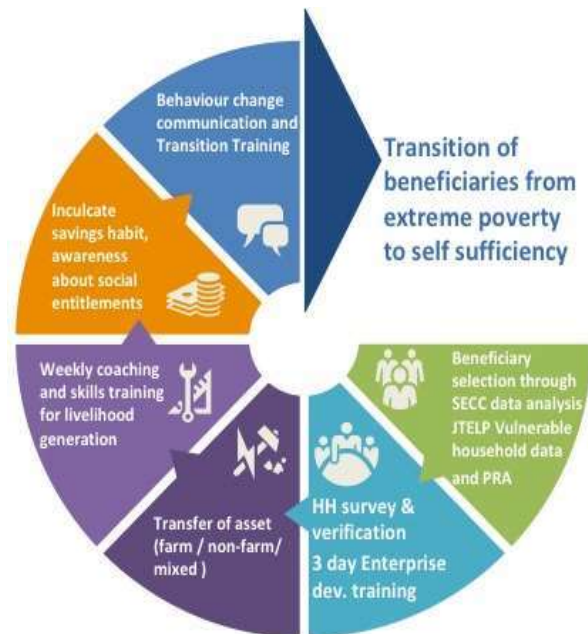 Behaviour change
communication and
Transition Training
Transition of
beneficiaries from
extreme poverty
to self sufficiency
Inculcate
savings habit,
awareness
about social
entitlements
Weekly coaching
and skills training
for livelihood
generation
Transfer of asset
(farm / non-farm/
mixed )
HH survey &
verification
3 day Enterprise
dev. training
Beneficiary
selection through
SECC data analysis
JTELP Vulnerable
household data
and PRA